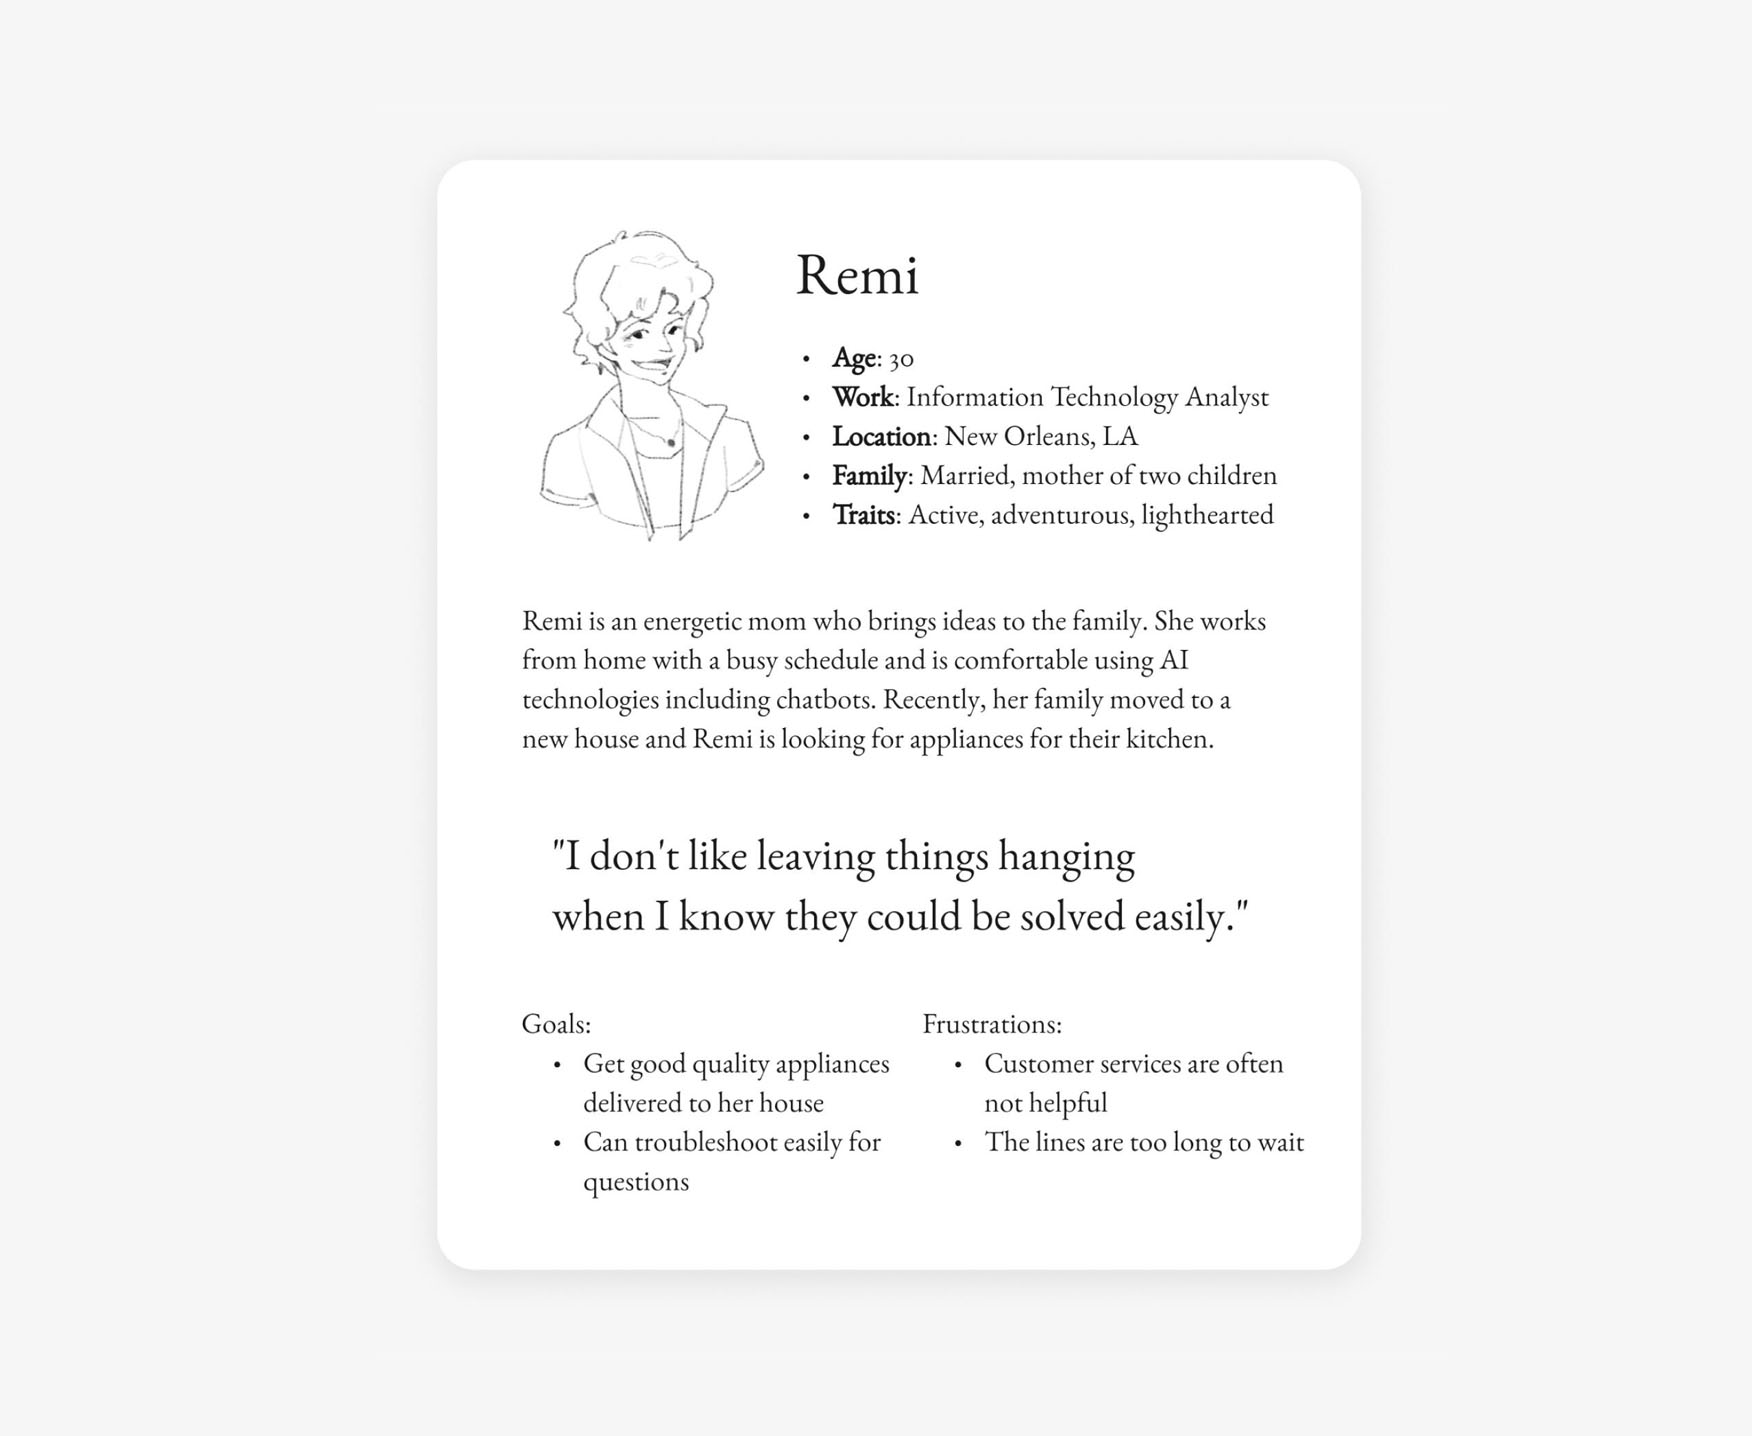 Remi
• Age: 30
• Work: Information Technology Analyst
• Location: New Orleans, LA
• Family: Married, mother of two children
• Traits: Active, adventurous, lighthearted
Remi is an energetic mom who brings ideas to the family. She works
from home with a busy schedule and is comfortable using AI
technologies including chatbots. Recently, her family moved to a
new house and Remi is looking for appliances for their kitchen.
"I don't like leaving things hanging
when I know they could be solved easily."
Goals:
• Get good quality appliances
delivered to her house
• Can troubleshoot easily for
questions
Frustrations:
• Customer services are often
not helpful
• The lines are too long to wait